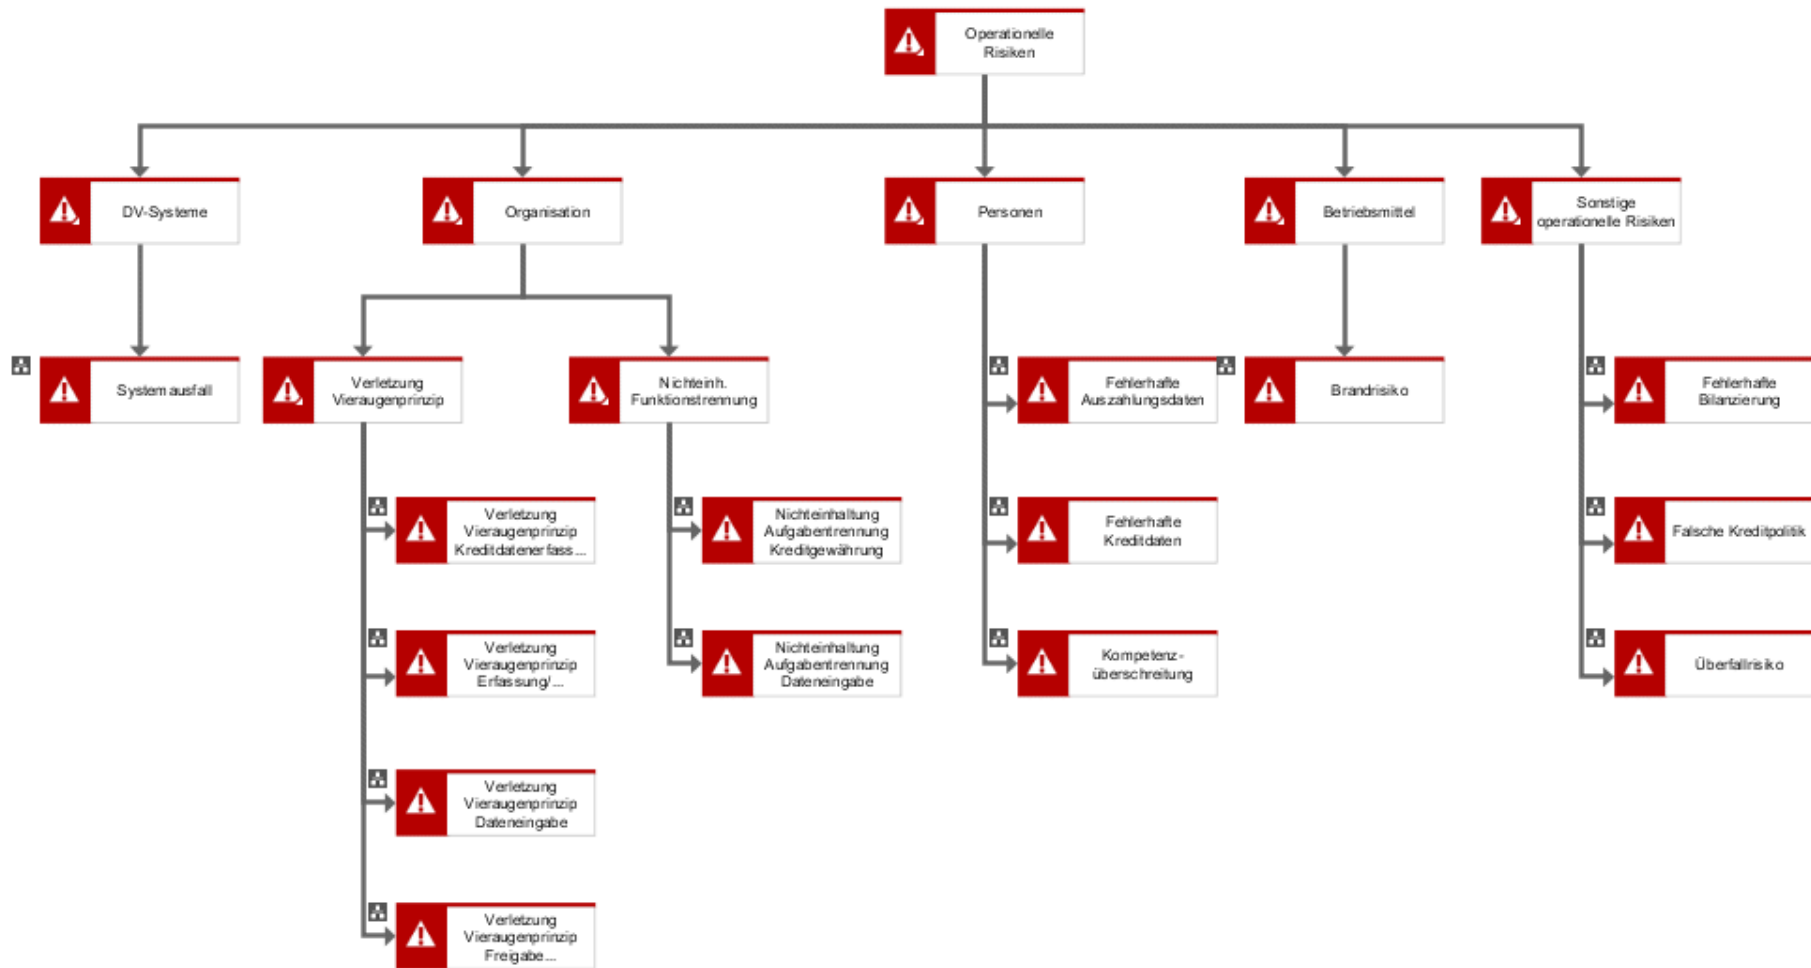 Operationelle
Risiken
DV-Systeme
Organisation
Personen
Betriebsmittel
Sonstige
operationelle Risiken
Systemausfall
Verletzung
Vieraugenprinzip
Nichteinh.
Funktionstrennung
Fehlerhafte
Auszahlungsdaten
Brandrisiko
Fehlerhafte
Bilanzierung
Verletzung
Vieraugenprinzip
Kreditdatenerfass...
Nichteinhaltung
Aufgabentrennung
Kreditgewährung
Fehlerhafte
Kreditdaten
Falsche Kreditpolitik
Verletzung
Vieraugenprinzip
Erfassung/...
Nichteinhaltung
Aufgabentrennung
Dateneingabe
Kompetenz-
überschreitung
Überfallrisiko
Verletzung
Vieraugenprinzip
Dateneingabe
Verletzung
Vieraugenprinzip
Freigabe...